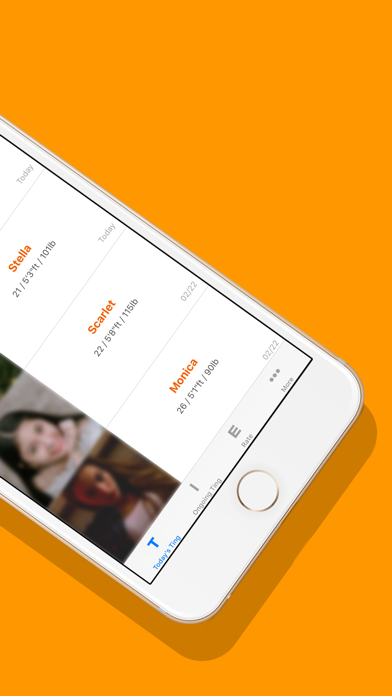 Today
Stella
21 / 5'3"ft / 101lb
Today
Scarlet
22 / 5'8"ft / 115lb
02/22
Monica
26 / 5'1"ft / 90lb
02/22
T
Today's Ting
I
Ongoing Ting
E
Rate
More